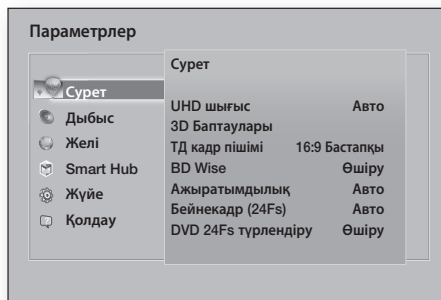 Параметрлер
Сурет
Дыбыс
Желі
Smart Hub
Жүйе
Қолдау
Сурет
UHD шығыс Авто
3D Баптаулары
ТД кадр пішімі 16:9 Бастапқы
BD Wise Өшіру
Ажыратымдылық Авто
Бейнекадр (24Fs) Авто
DVD 24Fs түрлендіру Өшіру